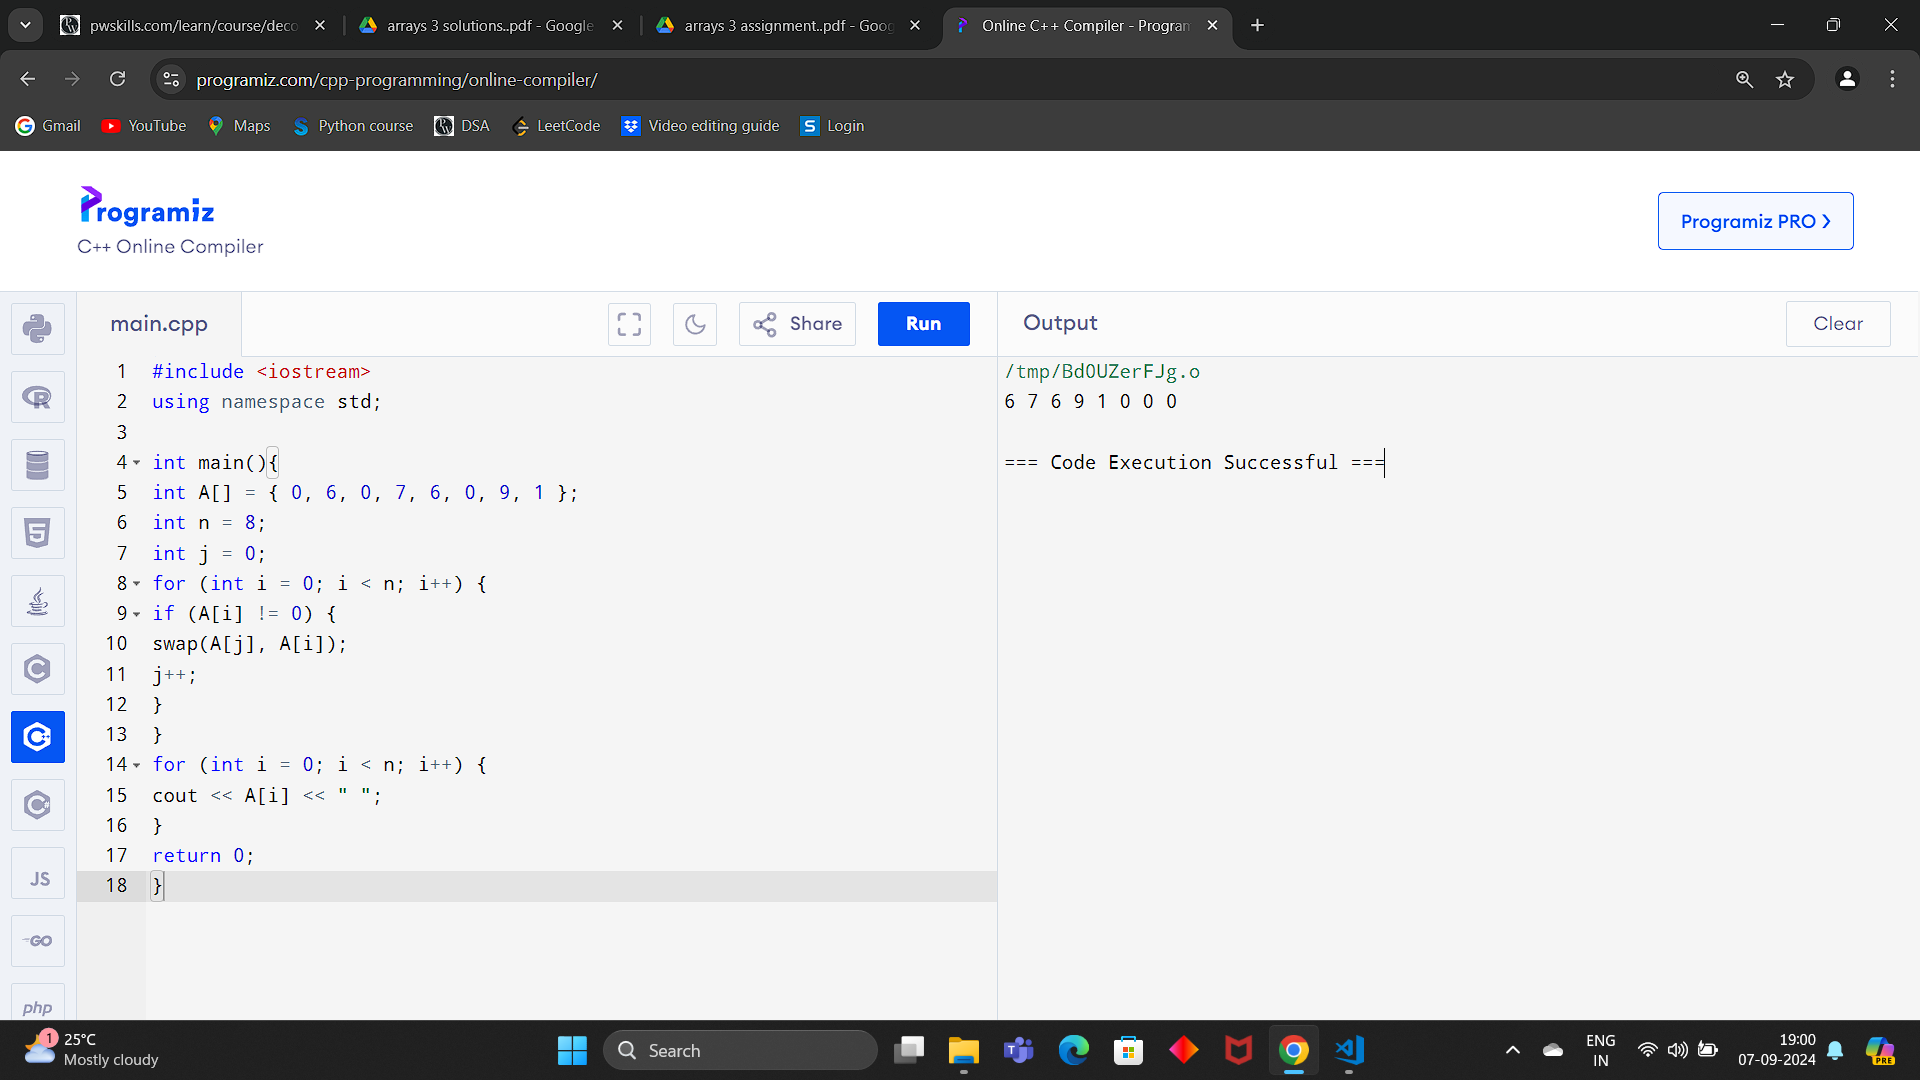 pwskills.com/learn/course/deco
arrays 3 solutions..pdf - Google
arrays 3 assignment..pdf - Goog
Online C++ Compiler - Program
programiz.com/cpp-programming/online-compiler/
Gmail
YouTube
Maps
Python course
DSA
LeetCode
Video editing guide
S Login
Programiz
C++ Online Compiler
Programiz PRO >
main.cpp
Share
Run
Output
Clear
1 #include <iostream>
2 using namespace std;
3
4 int main(){
5 int A[] = { 0, 6, 0, 7, 6, 0, 9, 1 };
6 int n = 8;
7 int j = 0;
8 for (int i = 0; i < n; i++) {
9 if (A[i] != 0) {
10 swap(A[j], A[i]);
11 j++;
12 }
13 }
14 for (int i = 0; i < n; i++) {
15 cout << A[i] << " ";
16 }
17 return 0;
18 }
/tmp/Bd0UZerFJg.o
6 7 6 9 1 0 0 0
=== Code Execution Successful ===
R
5
C
C++
C#
JS
GO
php
1
25°C
Mostly cloudy
Search
ENG
IN
19:00
07-09-2024
PRE